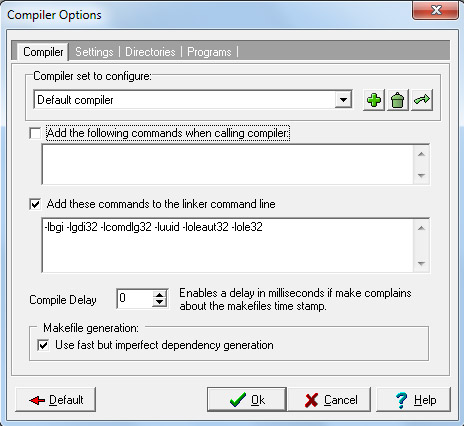 Compiler Options
Compiler Settings Directories Programs
Compiler set to configure:
Default compiler
Add the following commands when calling compiler:
Add these commands to the linker command line
-lbgi -lgdi32 -lcomdlg32 -luuid -loleaut32 -lole32
Compile Delay 0 Enables a delay in milliseconds if make complains
about the makefiles time stamp.
Makefile generation:
Use fast but imperfect dependency generation
Default Ok Cancel Help